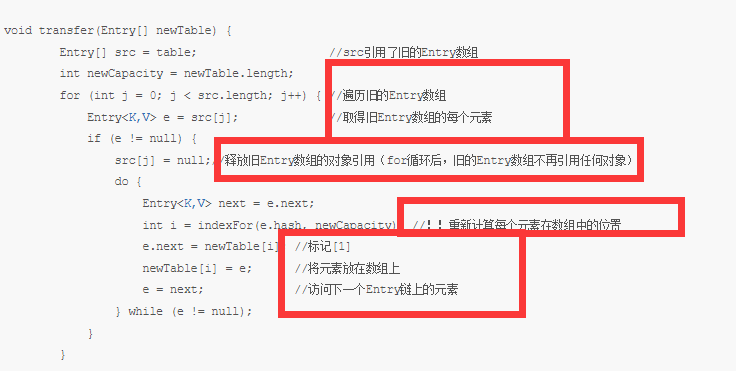 void transfer(Entry[] newTable) {
Entry[] src = table; //src引用了旧的Entry数组
int newCapacity = newTable.length;
for (int j = 0; j < src.length; j++) { //遍历旧的Entry数组
Entry<K,V> e = src[j]; //取得旧Entry数组的每个元素
if (e != null) {
src[j] = null;//释放旧Entry数组的对象引用（for循环后，旧的Entry数组不再引用任何对象）
do {
Entry<K,V> next = e.next;
int i = indexFor(e.hash, newCapacity) //！！重新计算每个元素在数组中的位置
e.next = newTable[i] //标记[1]
newTable[i] = e; //将元素放在数组上
e = next; //访问下一个Entry链上的元素
} while (e != null);
}
}